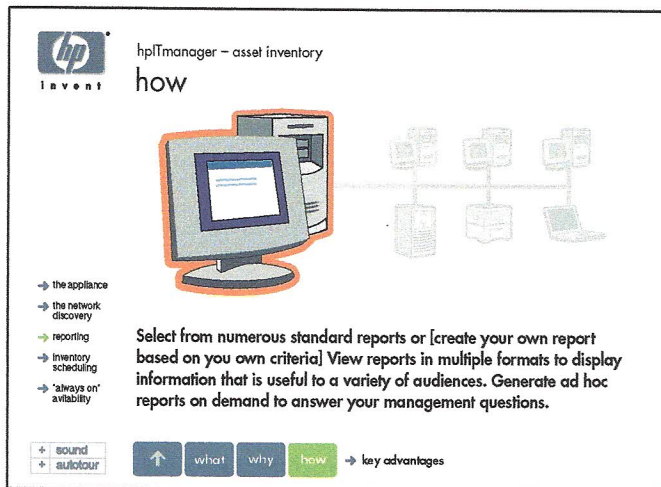 hp
invent
hpITmanager – asset inventory
how
→ the appliance
→ the network
discovery
→ reporting
→ inventory
scheduling
→ "always on"
avilability
Select from numerous standard reports or [create your own report
based on you own criteria] View reports in multiple formats to display
information that is useful to a variety of audiences. Generate ad hoc
reports on demand to answer your management questions.
+ sound
+ autotour
↑ what why how → key advantages